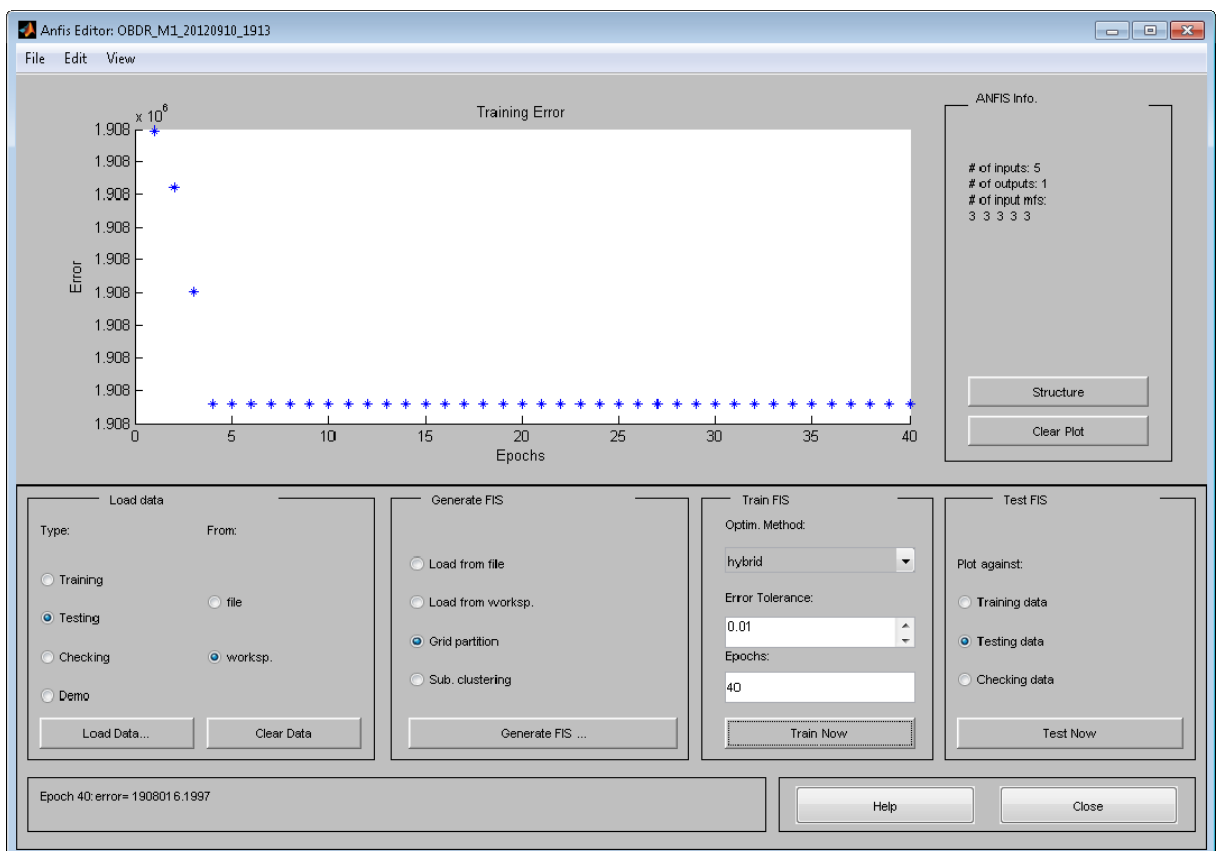 Anfis Editor: OBDR_M1_20120910_1913
File Edit View
Training Error
x 10^6
1.908
1.908
1.908
1.908
1.908
1.908
1.908
1.908
1.908
1.908
Error
0 5 10 15 20 25 30 35 40
Epochs
ANFIS Info.
# of inputs: 5
# of outputs: 1
# of input mfs:
3 3 3 3 3
Structure
Clear Plot
Load data
Type: From:
Training
file
Testing
Checking
worksp.
Demo
Load Data...
Clear Data
Generate FIS
Load from file
Load from worksp.
Grid partition
Sub. clustering
Generate FIS ...
Train FIS
Optim. Method:
hybrid
Error Tolerance:
0.01
Epochs:
40
Train Now
Test FIS
Plot against:
Training data
Testing data
Checking data
Test Now
Epoch 40:error= 1908016.1997
Help
Close